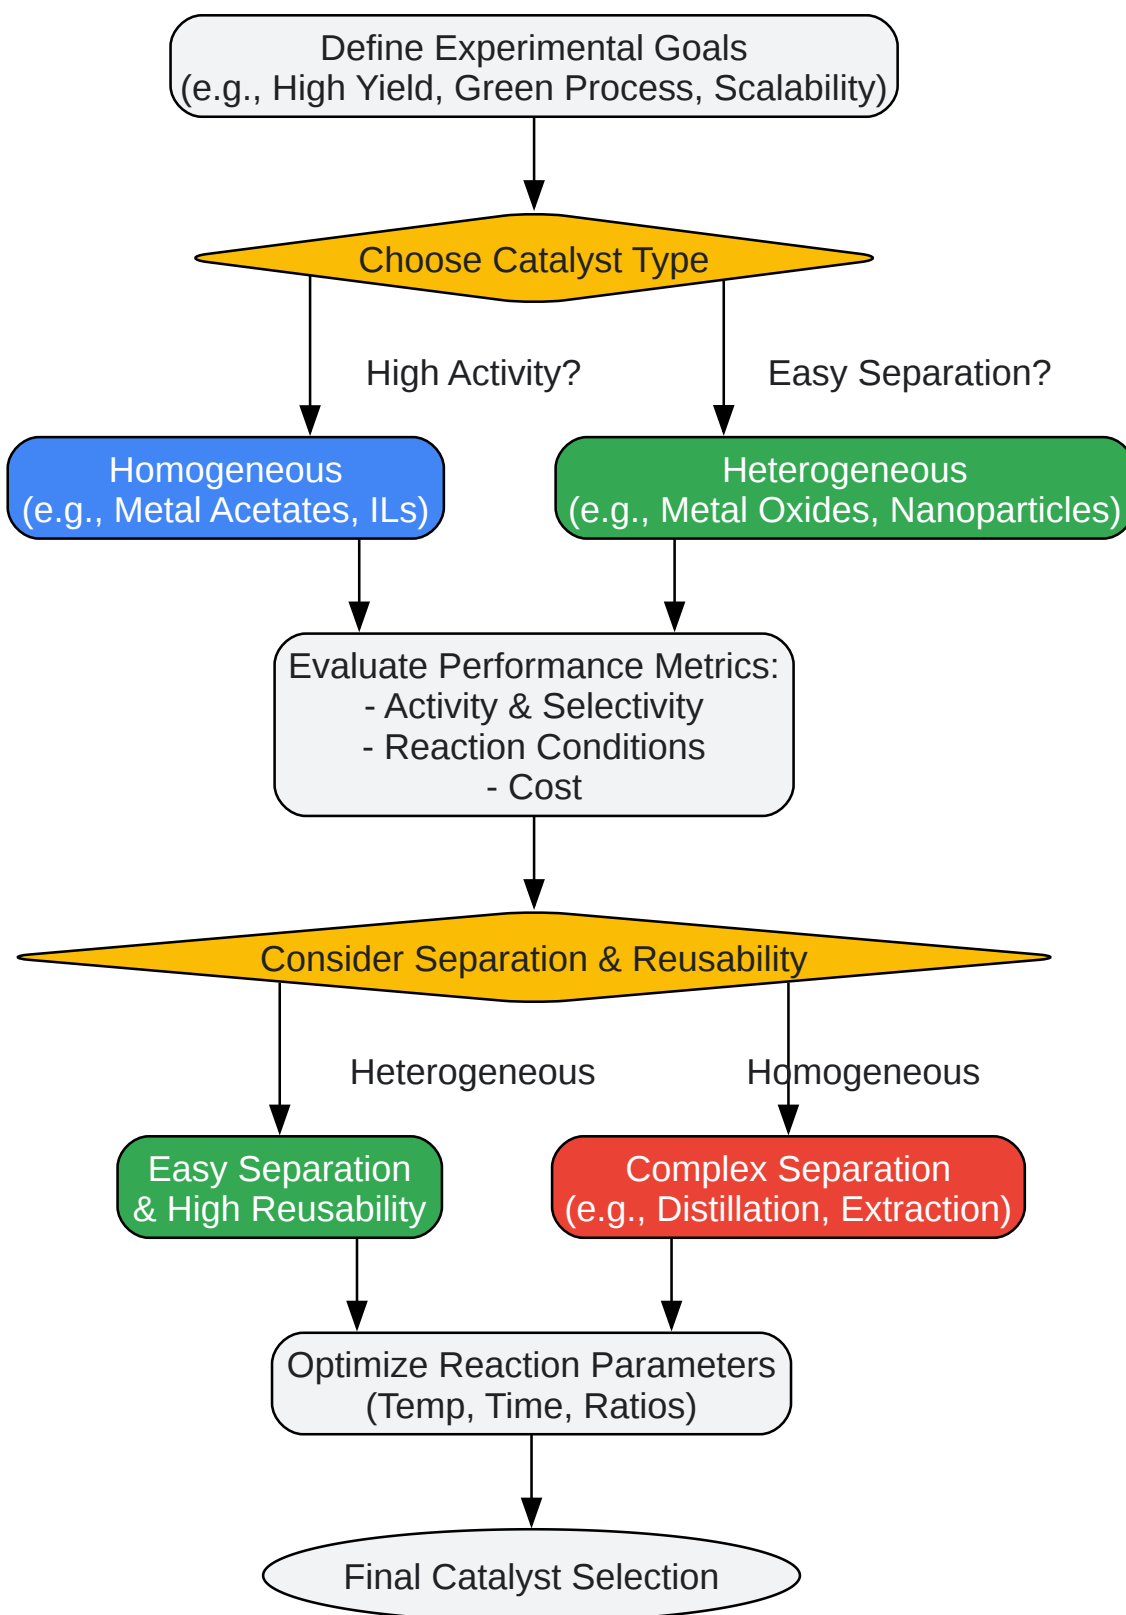 Define Experimental Goals
(e.g., High Yield, Green Process, Scalability)
Choose Catalyst Type
High Activity?
Easy Separation?
Homogeneous
(e.g., Metal Acetates, ILs)
Heterogeneous
(e.g., Metal Oxides, Nanoparticles)
Evaluate Performance Metrics:
- Activity & Selectivity
- Reaction Conditions
- Cost
Consider Separation & Reusability
Heterogeneous
Homogeneous
Easy Separation
& High Reusability
Complex Separation
(e.g., Distillation, Extraction)
Optimize Reaction Parameters
(Temp, Time, Ratios)
Final Catalyst Selection